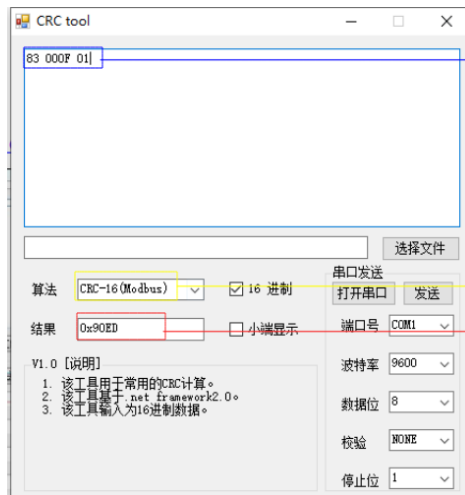 CRC tool
83 000F 01
选择文件
算法 CRC-16(Modbus) 16 进制
结果 0x90ED 小端显示
V1.0 [说明]
1. 该工具用于常用的CRC计算。
2. 该工具基于.net framework2.0。
3. 该工具输入为16进制数据。
串口发送
打开串口 发送
端口号 COM1
波特率 9600
数据位 8
校验 NONE
停止位 1